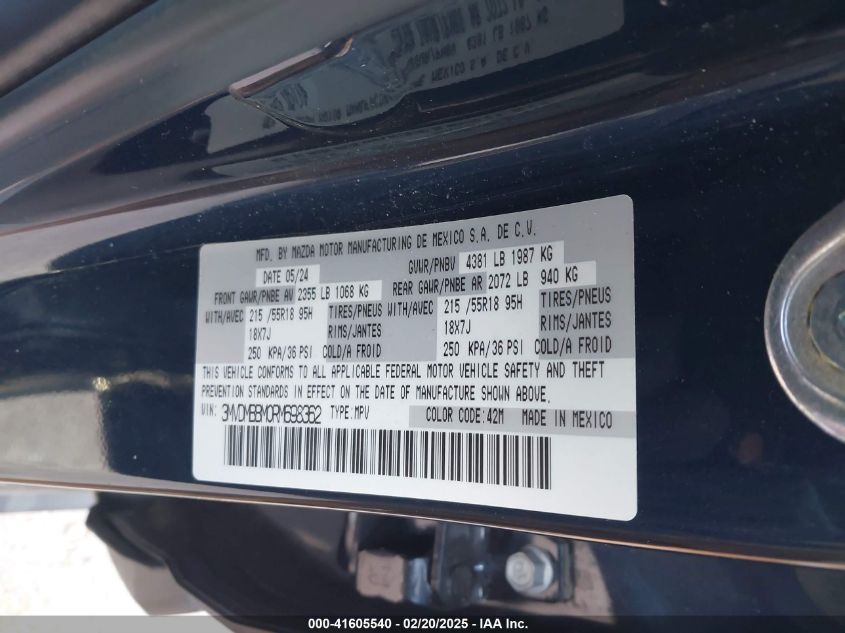 MFD. BY MAZDA MOTOR MANUFACTURING DE MEXICO S.A. DE C.V.
DATE 05/24 GVWR/PNBV 4381 LB 1987 KG
FRONT GAWR/PNBE AV 2355 LB 1068 KG REAR GAWR/PNBE AR 2072 LB 940 KG
WITH/AVEC 215 /55R18 95H TIRES/PNEUS WITH/AVEC 215 /55R18 95H TIRES/PNEUS
18X7J RIMS/JANTES 18X7J RIMS/JANTES
250 KPA/36 PSI COLD/A FROID 250 KPA/36 PSI COLD/A FROID
THIS VEHICLE CONFORMS TO ALL APPLICABLE FEDERAL MOTOR VEHICLE SAFETY AND THEFT
PREVENTION STANDARDS IN EFFECT ON THE DATE OF MANUFACTURE SHOWN ABOVE.
VIN: 3MVDMBBM0RM698362 TYPE:MPV COLOR CODE:42M MADE IN MEXICO
000-41605540 - 02/20/2025 - IAA Inc.